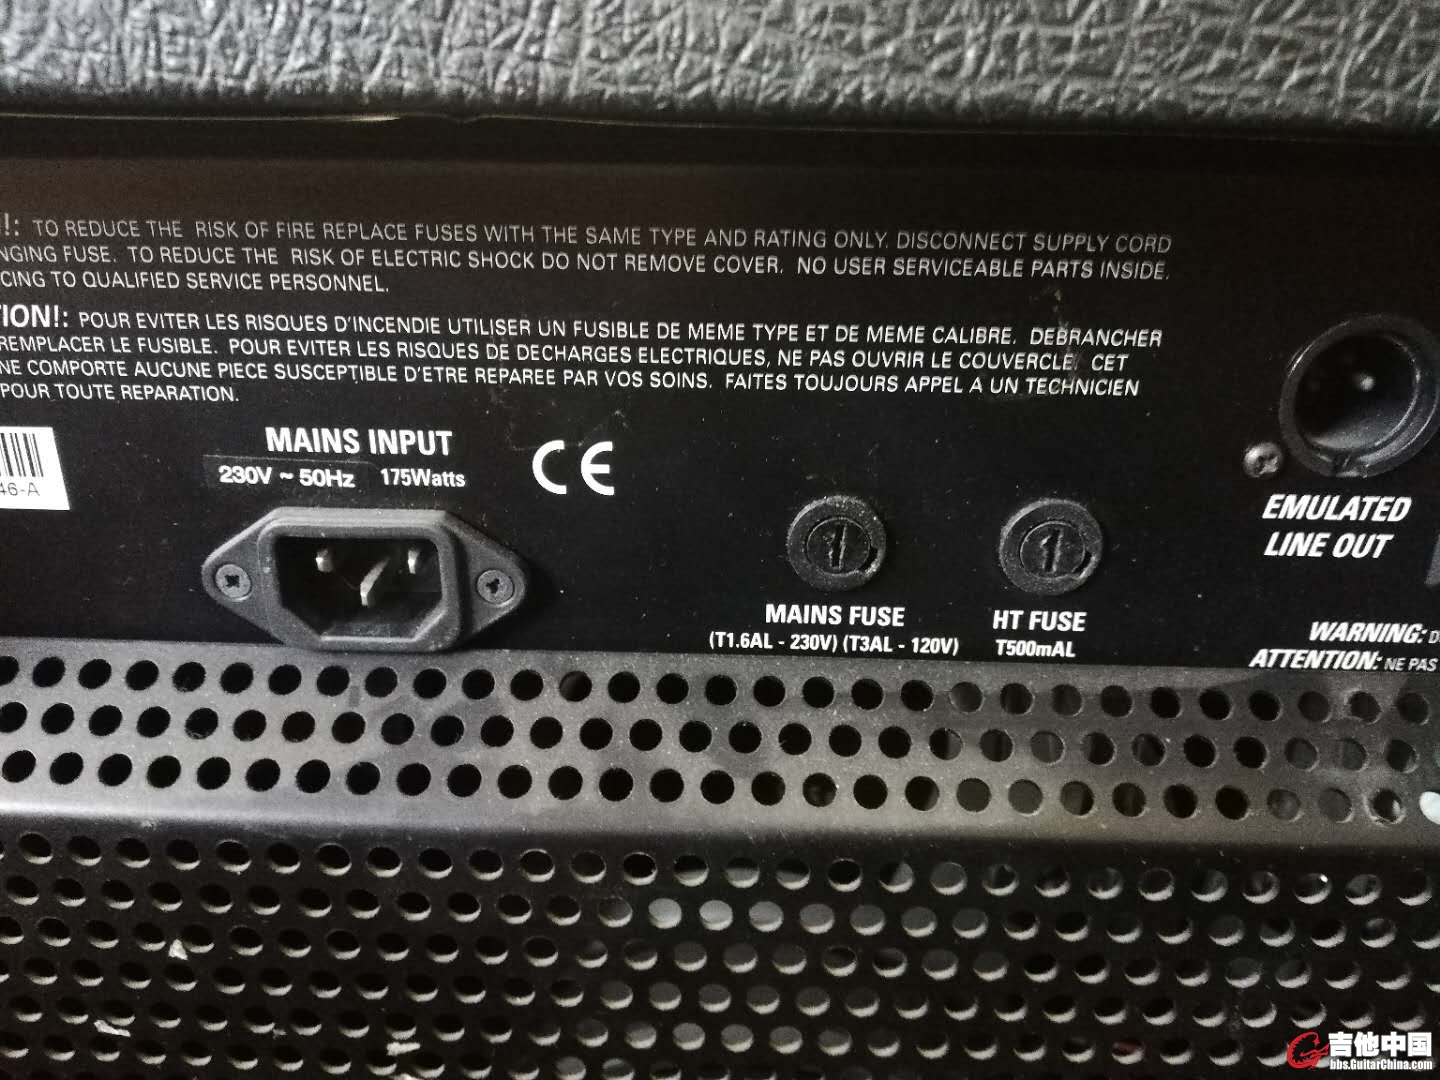 !: TO REDUCE THE RISK OF FIRE REPLACE FUSES WITH THE SAME TYPE AND RATING ONLY. DISCONNECT SUPPLY CORD
NGING FUSE. TO REDUCE THE RISK OF ELECTRIC SHOCK DO NOT REMOVE COVER. NO USER SERVICEABLE PARTS INSIDE.
CING TO QUALIFIED SERVICE PERSONNEL.
TION!: POUR EVITER LES RISQUES D'INCENDIE UTILISER UN FUSIBLE DE MEME TYPE ET DE MEME CALIBRE. DEBRANCHER
REMPLACER LE FUSIBLE. POUR EVITER LES RISQUES DE DECHARGES ELECTRIQUES, NE PAS OUVRIR LE COUVERCLE. CET
NE COMPORTE AUCUNE PIECE SUSCEPTIBLE D'ETRE REPAREE PAR VOS SOINS. FAITES TOUJOURS APPEL A UN TECHNICIEN
POUR TOUTE REPARATION.
46-A
MAINS INPUT
230V ~ 50Hz 175Watts
CE
MAINS FUSE
(T1.6AL - 230V) (T3AL - 120V)
HT FUSE
T500mAL
EMULATED
LINE OUT
WARNING: D
ATTENTION: NE PAS
吉他中国
bbs.GuitarChina.com